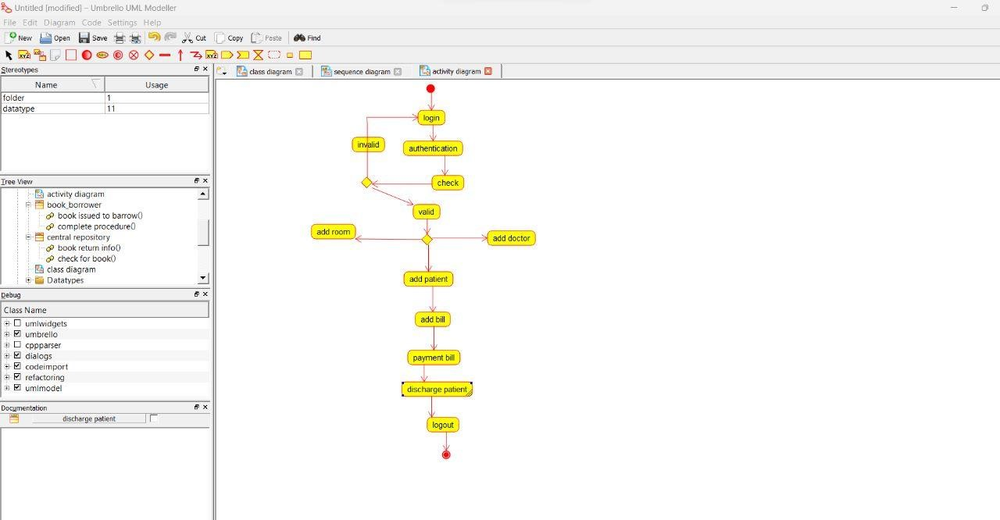 Untitled [modified] – Umbrello UML Modeller
File Edit Diagram Code Settings Help
New Open Save Cut Copy Paste Find
XYZ ABC XYZ
Stereotypes
Name Usage
folder 1
datatype 11
Tree View
activity diagram
book_borrower
book issued to barrow()
complete procedure()
central repository
book return info()
check for book()
class diagram
Datatypes
Debug
Class Name
umlwidgets
umbrello
cppparser
dialogs
codeimport
refactoring
umlmodel
Documentation
discharge patient
class diagram sequence diagram activity diagram
login
invalid
authentication
check
valid
add room
add doctor
add patient
add bill
payment bill
discharge patient
logout